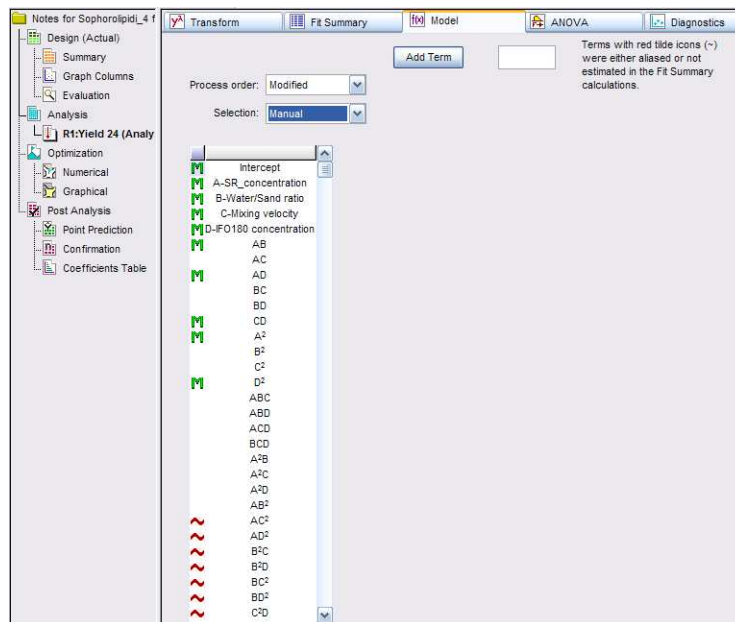 Notes for Sophorolipidi_4 f
Design (Actual)
Summary
Graph Columns
Evaluation
Analysis
R1:Yield 24 (Analy
Optimization
Numerical
Graphical
Post Analysis
Point Prediction
Confirmation
Coefficients Table
Transform
Fit Summary
Model
ANOVA
Diagnostics
Add Term
Terms with red tilde icons (~)
were either aliased or not
estimated in the Fit Summary
calculations.
Process order: Modified
Selection: Manual
M Intercept
M A-SR_concentration
M B-Water/Sand ratio
M C-Mixing velocity
M D-IFO180 concentration
M AB
AC
M AD
BC
BD
M CD
M A²
B²
C²
M D²
ABC
ABD
ACD
BCD
A²B
A²C
A²D
AB²
~ AC²
~ AD²
~ B²C
~ B²D
~ BC²
~ BD²
~ C²D